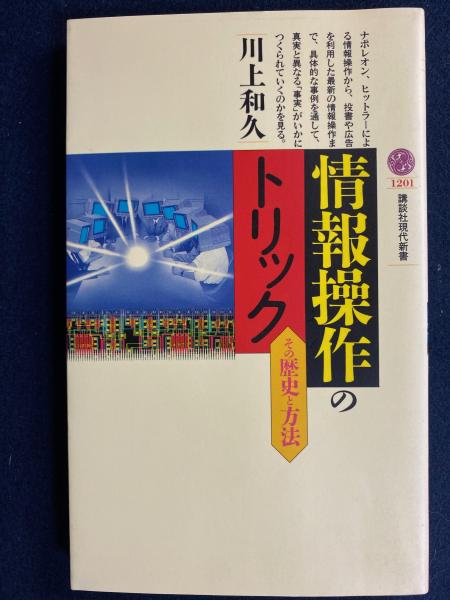 1201
講談社現代新書
情報操作の
トリック
その歴史と方法
ナポレオン、ヒットラーによ
る情報操作から、投書や広告
を利用した最新の情報操作ま
で、具体的な事例を通して、
真実と異なる「事実」がいかに
つくられていくのかを見る。
川上和久